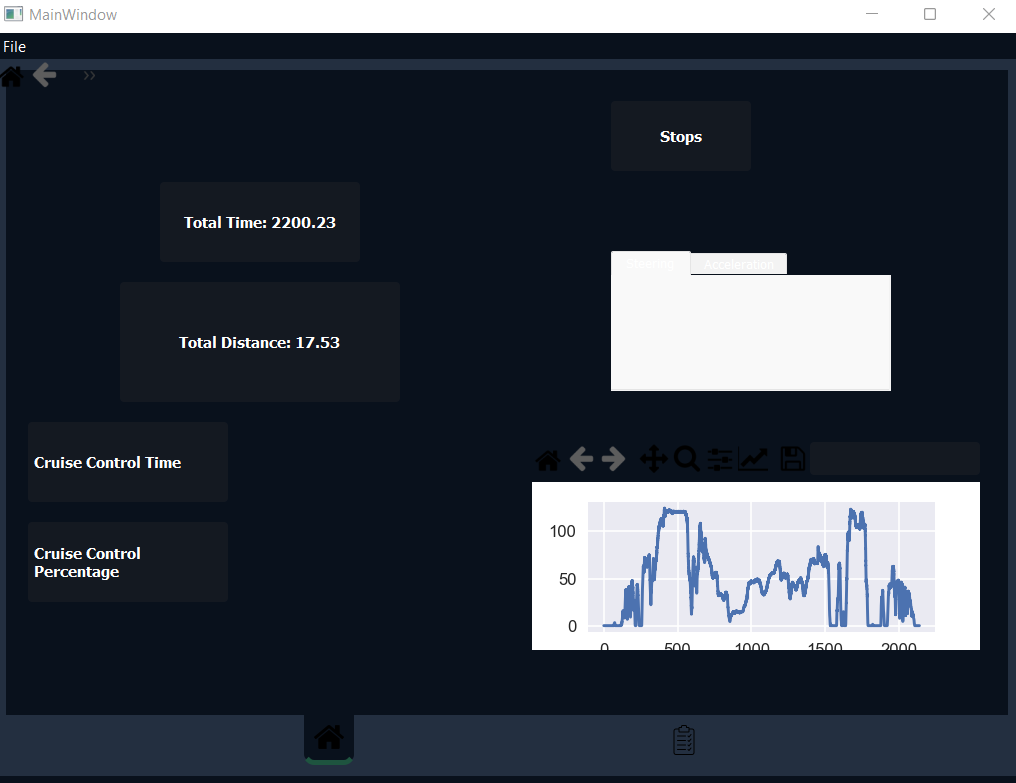 MainWindow
File
»
Stops
Total Time: 2200.23
Steering Acceleration
Total Distance: 17.53
Cruise Control Time
Cruise Control
Percentage
100
50
0
0 500 1000 1500 2000